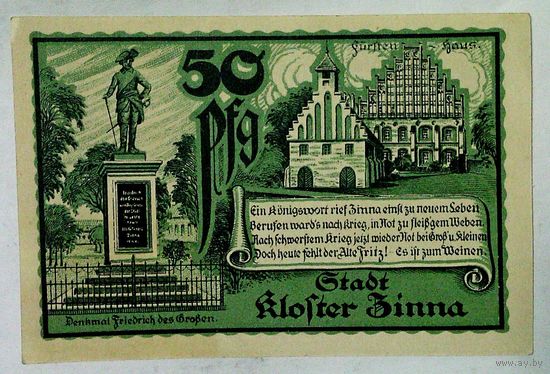 Fürsten Haus.
50
Pfg
Ein Königswort rief Zinna einst zu neuem Leben
Berufen ward's nach Krieg, in Not zu fleißgem Weben.
Nach schwerstem Krieg jetzt wieder Not bei Groß u. Kleinen
Doch heute fehlt der Alte Fritz! Es ist zum Weinen.
Stadt
Kloster Zinna
Denkmal Friedrich des Großen.
www.ay.by